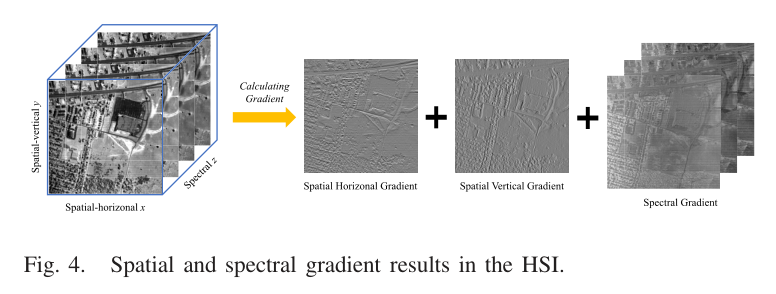 Spatial-vertical y
Spatial-horizonal x
Spectral z
Calculating
Gradient
Spatial Horizonal Gradient
Spatial Vertical Gradient
Spectral Gradient
Fig. 4. Spatial and spectral gradient results in the HSI.